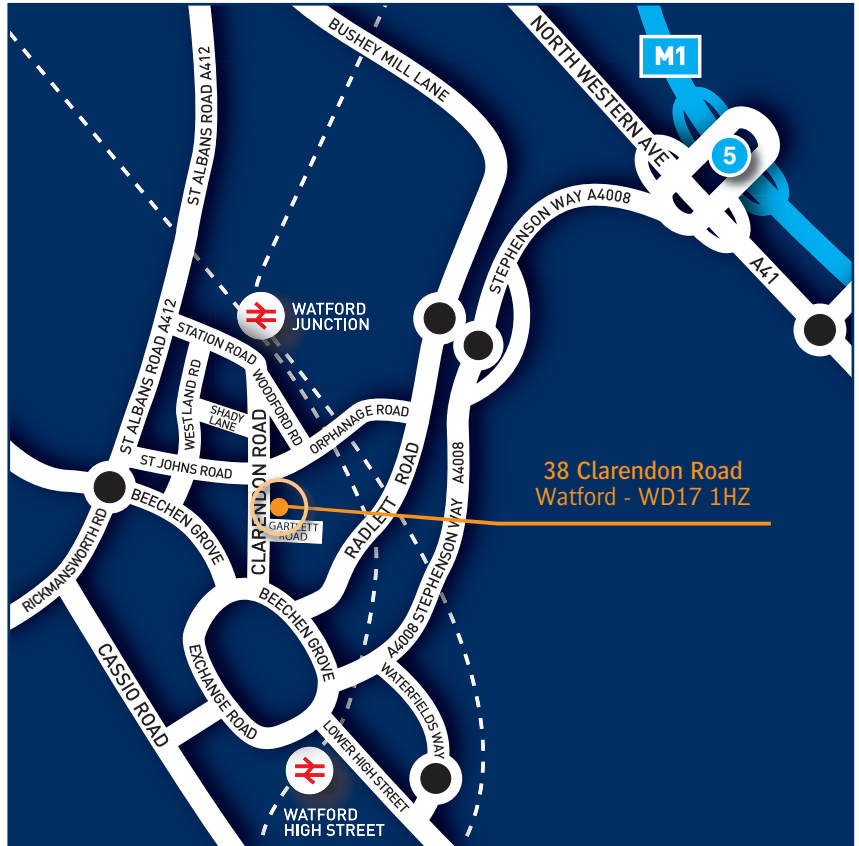 BUSHEY MILL LANE
NORTH WESTERN AVE
M1
ST ALBANS ROAD A412
5
STEPHENSON WAY A4008
A41
WATFORD
JUNCTION
ST ALBANS ROAD A412
STATION ROAD
WESTLAND RD
WOODFORD RD
SHADY
LANE
CLARENDON ROAD
ORPHANAGE ROAD
ST JOHNS ROAD
RADLETT ROAD
A4008 STEPHENSON WAY A4008
38 Clarendon Road
Watford - WD17 1HZ
GARTLETT
ROAD
BEECHEN GROVE
RICKMANSWORTH RD
BEECHEN GROVE
CASSIO ROAD
EXCHANGE ROAD
WATERFIELDS WAY
LOWER HIGH STREET
WATFORD
HIGH STREET